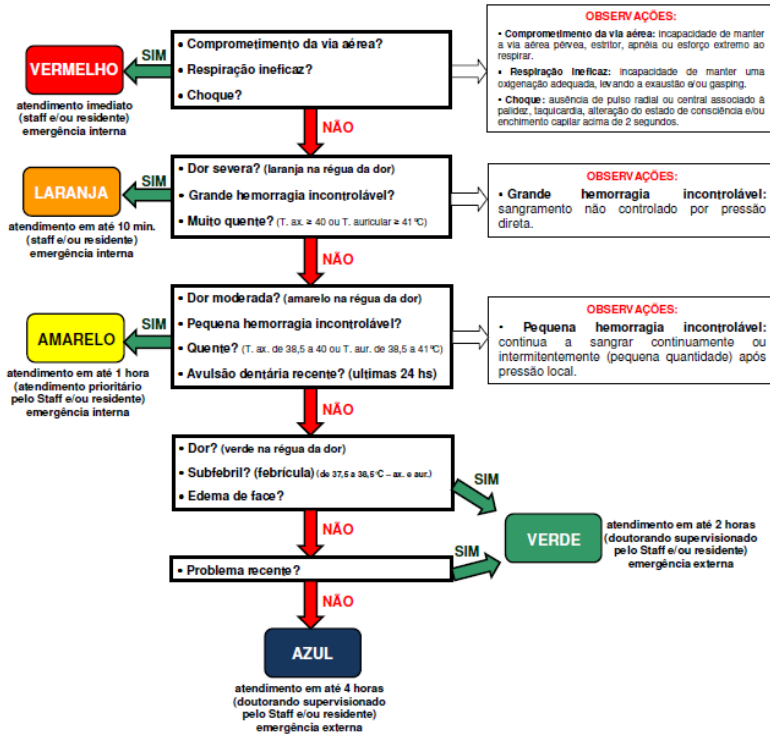 SIM
VERMELHO
atendimento imediato
(staff e/ou residente)
emergência interna
• Comprometimento da via aérea?
• Respiração ineficaz?
• Choque?
OBSERVAÇÕES:
• Comprometimento da via aérea: incapacidade de manter
a via aérea pérvea, estritor, apnéia ou esforço extremo ao
respirar.
• Respiração Ineficaz: incapacidade de manter uma
oxigenação adequada, levando a exaustão e/ou gasping.
• Choque: ausência de pulso radial ou central associado à
palidez, taquicardia, alteração do estado de consciência e/ou
enchimento capilar acima de 2 segundos.
NÃO
SIM
LARANJA
atendimento em até 10 min.
(staff e/ou residente)
emergência interna
• Dor severa? (laranja na régua da dor)
• Grande hemorragia incontrolável?
• Muito quente? (T. ax. ≥ 40 ou T. auricular ≥ 41ºC)
OBSERVAÇÕES:
• Grande hemorragia incontrolável:
sangramento não controlado por pressão
direta.
NÃO
SIM
AMARELO
atendimento em até 1 hora
(atendimento prioritário
pelo Staff e/ou residente)
emergência interna
• Dor moderada? (amarelo na régua da dor)
• Pequena hemorragia incontrolável?
• Quente? (T. ax. de 38,5 a 40 ou T. aur. de 38,5 a 41ºC)
• Avulsão dentária recente? (ultimas 24 hs)
OBSERVAÇÕES:
• Pequena hemorragia incontrolável:
continua a sangrar continuamente ou
intermitentemente (pequena quantidade) após
pressão local.
NÃO
• Dor? (verde na régua da dor)
• Subfebril? (febrícula) (de 37,5 a 38,5ºC – ax. e aur.)
• Edema de face?
SIM
VERDE
atendimento em até 2 horas
(doutorando supervisionado
pelo Staff e/ou residente)
emergência externa
NÃO
• Problema recente?
SIM
NÃO
AZUL
atendimento em até 4 horas
(doutorando supervisionado
pelo Staff e/ou residente)
emergência externa